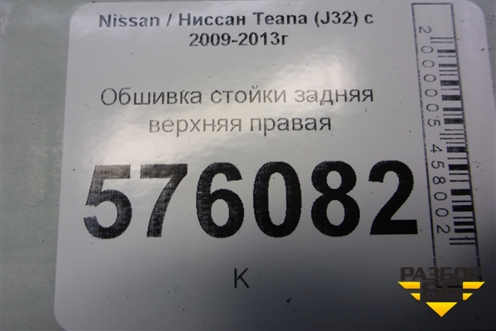 Nissan / Ниссан Teana (J32) с
2009-2013г
Обшивка стойки задняя
верхняя правая
576082
K
2000005458002
РАЗБОР